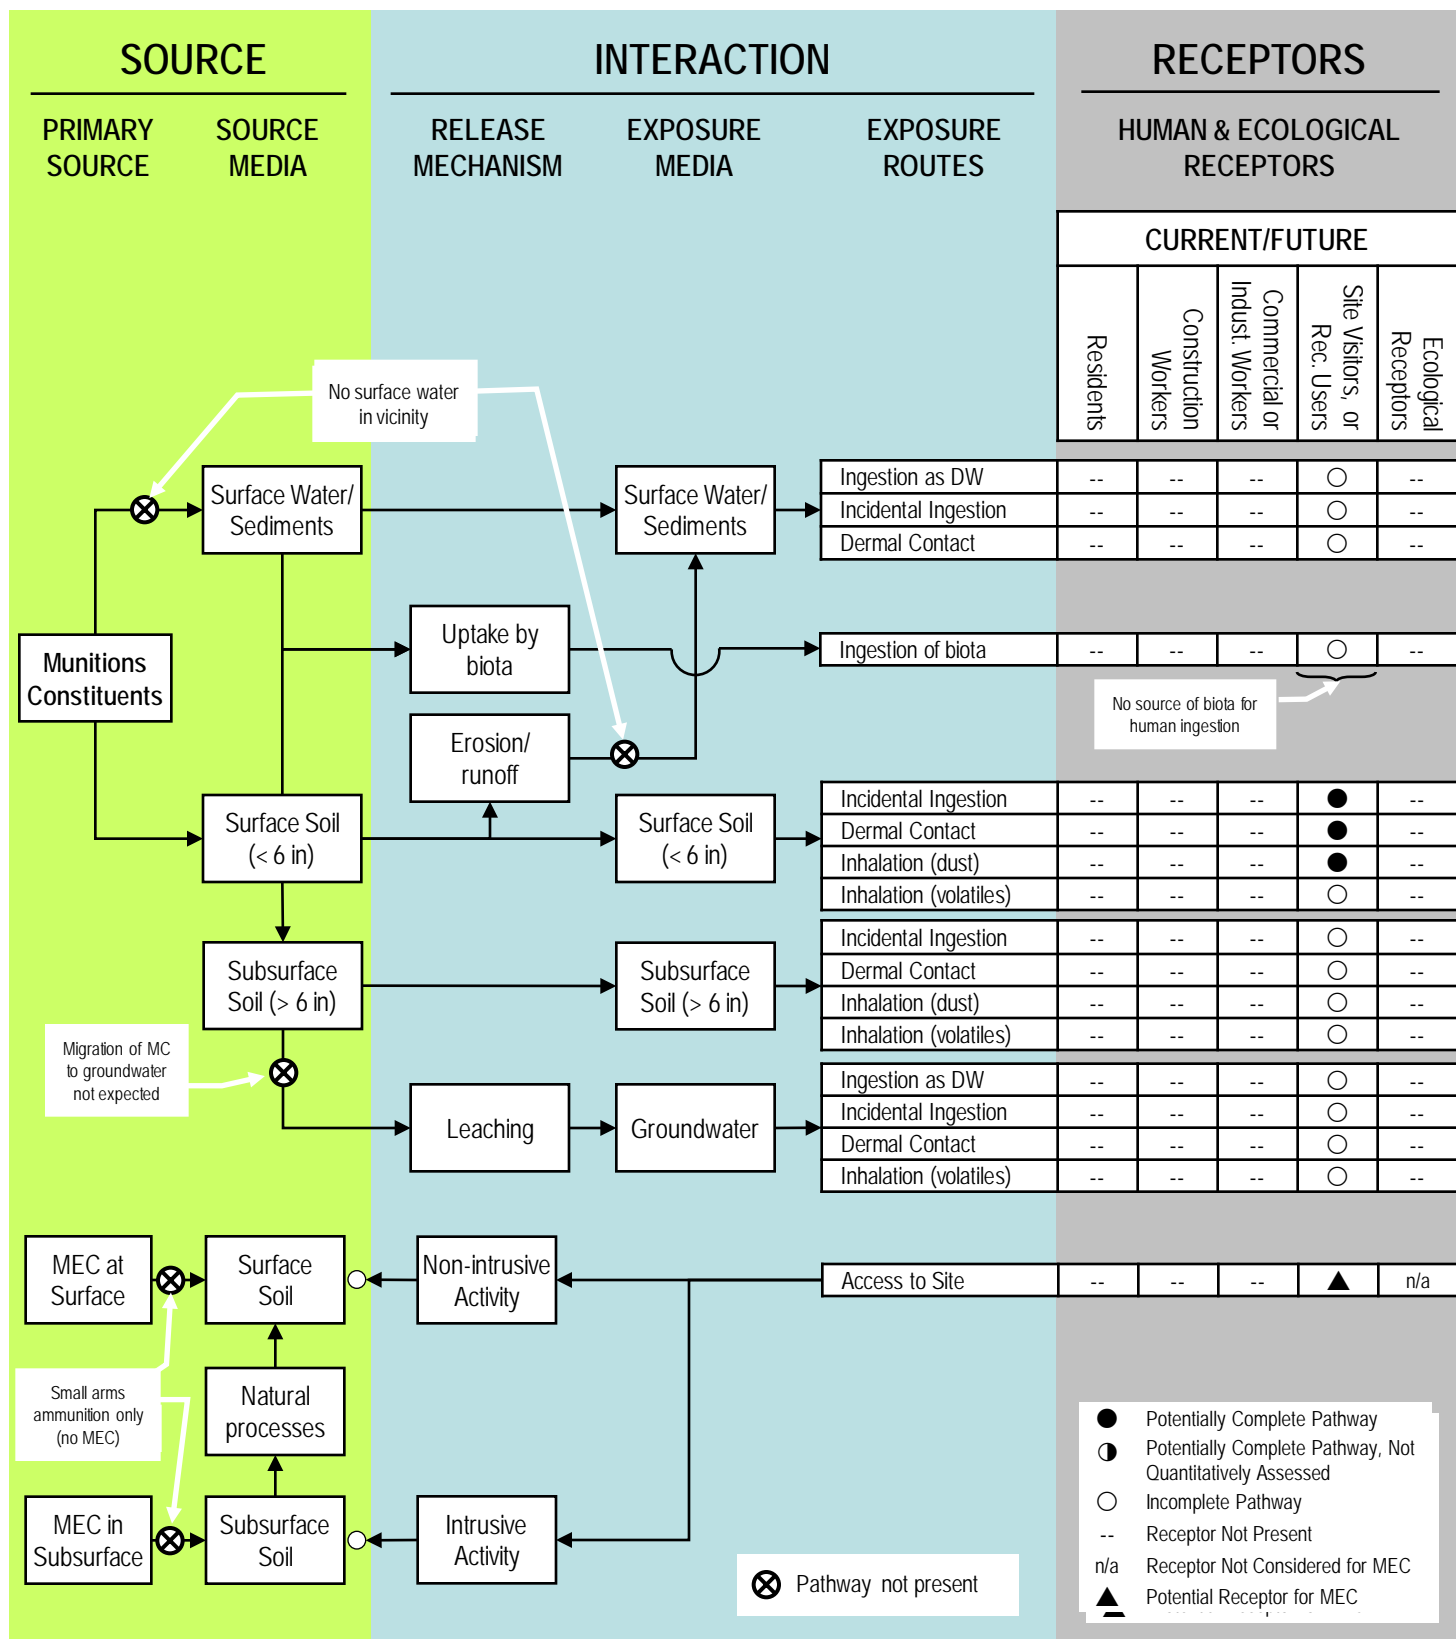 SOURCE
INTERACTION
RECEPTORS
PRIMARY
SOURCE
SOURCE
MEDIA
RELEASE
MECHANISM
EXPOSURE
MEDIA
EXPOSURE
ROUTES
HUMAN & ECOLOGICAL
RECEPTORS
CURRENT/FUTURE
Residents
Construction
Workers
Commercial or
Indust. Workers
Site Visitors, or
Rec. Users
Ecological
Receptors
No surface water
in vicinity
Surface Water/
Sediments
Surface Water/
Sediments
Ingestion as DW -- -- -- --
Incidental Ingestion -- -- -- --
Dermal Contact -- -- -- --
Munitions
Constituents
Uptake by
biota
Ingestion of biota -- -- -- --
No source of biota for
human ingestion
Erosion/
runoff
Surface Soil
(< 6 in)
Surface Soil
(< 6 in)
Incidental Ingestion -- -- -- --
Dermal Contact -- -- -- --
Inhalation (dust) -- -- -- --
Inhalation (volatiles) -- -- -- --
Subsurface
Soil (> 6 in)
Subsurface
Soil (> 6 in)
Incidental Ingestion -- -- -- --
Dermal Contact -- -- -- --
Inhalation (dust) -- -- -- --
Inhalation (volatiles) -- -- -- --
Migration of MC
to groundwater
not expected
Leaching
Groundwater
Ingestion as DW -- -- -- --
Incidental Ingestion -- -- -- --
Dermal Contact -- -- -- --
Inhalation (volatiles) -- -- -- --
MEC at
Surface
Surface
Soil
Non-intrusive
Activity
Access to Site -- -- -- n/a
Small arms
ammunition only
(no MEC)
Natural
processes
MEC in
Subsurface
Subsurface
Soil
Intrusive
Activity
Pathway not present
Potentially Complete Pathway
Potentially Complete Pathway, Not
Quantitatively Assessed
Incomplete Pathway
-- Receptor Not Present
n/a Receptor Not Considered for MEC
Potential Receptor for MEC